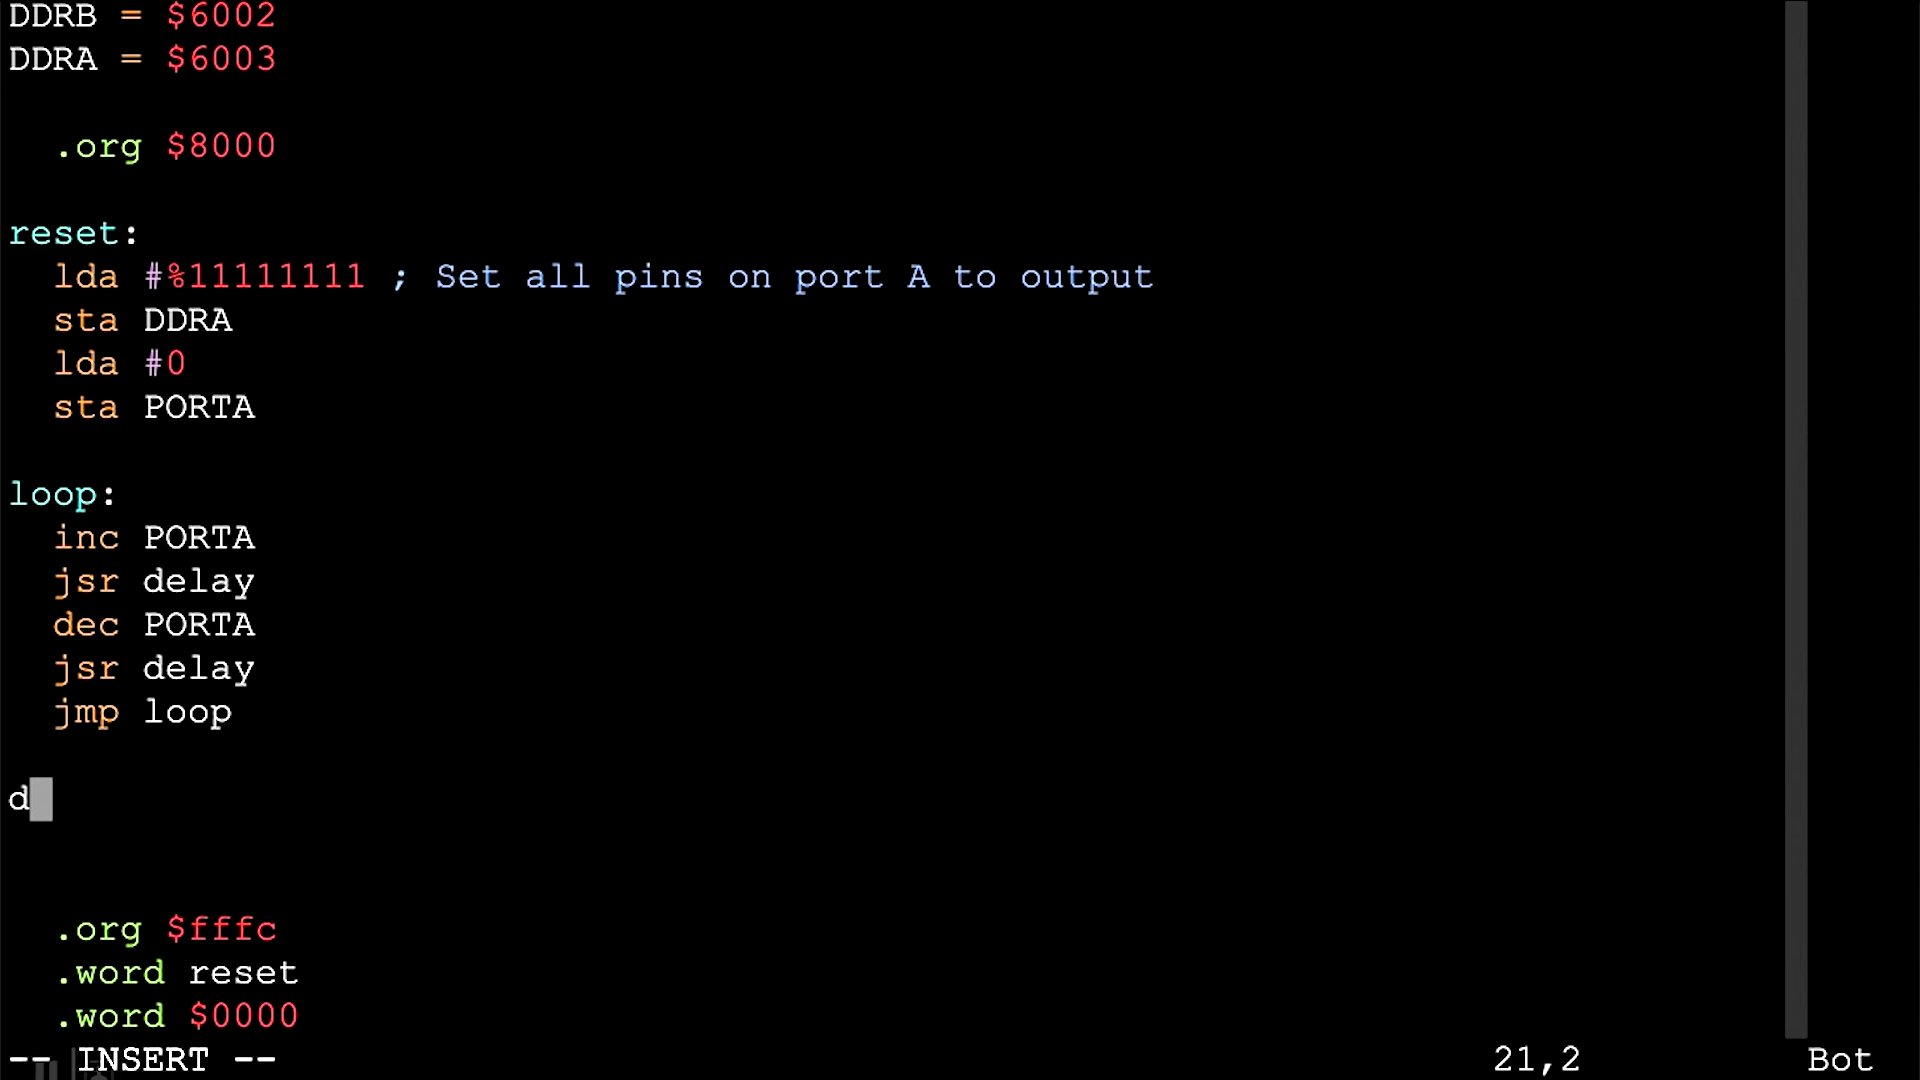 DDRB = $6002
DDRA = $6003
.org $8000
reset:
lda #%11111111 ; Set all pins on port A to output
sta DDRA
lda #0
sta PORTA
loop:
inc PORTA
jsr delay
dec PORTA
jsr delay
jmp loop
d
.org $fffc
.word reset
.word $0000
-- INSERT -- 21,2 Bot